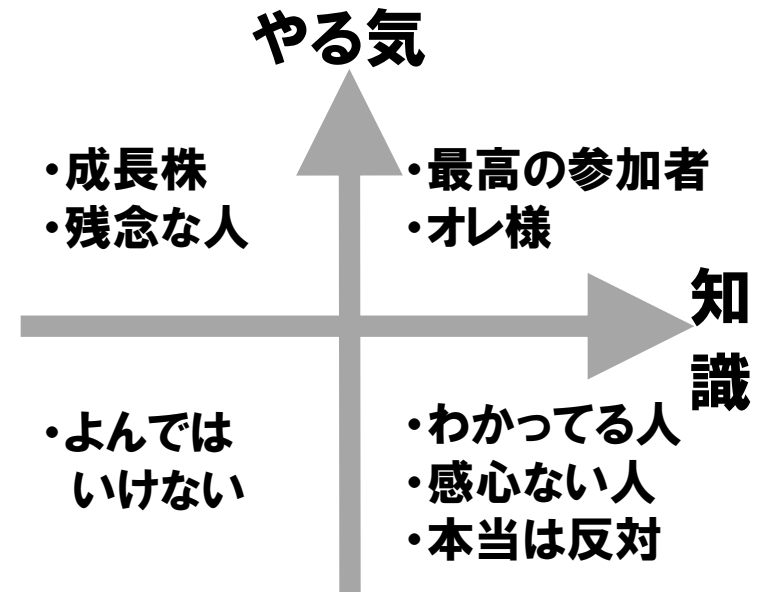 やる気
・成長株
・残念な人
・最高の参加者
・オレ様
知
識
・よんでは
いけない
・わかってる人
・感心ない人
・本当は反対